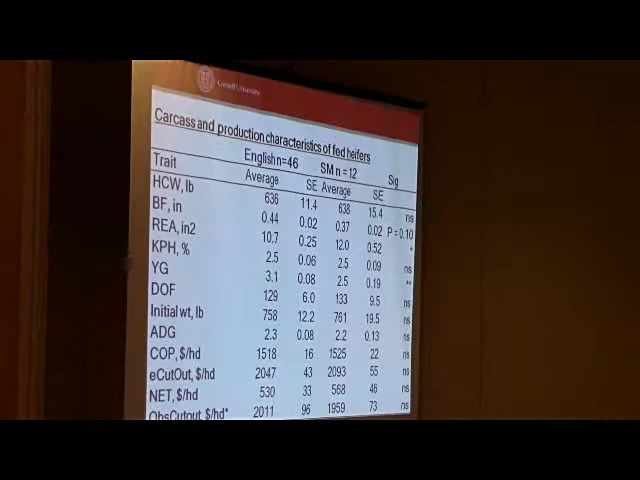 Cornell University
Carcass and production characteristics of fed heifers
English n=46 SM n = 12
Trait Average SE Average SE Sig
HCW, lb 636 11.4 638 15.4 ns
BF, in 0.44 0.02 0.37 0.02 P = 0.10
REA, in2 10.7 0.25 12.0 0.52 *
KPH, % 2.5 0.06 2.5 0.09 ns
YG 3.1 0.08 2.5 0.19 **
DOF 129 6.0 133 9.5 ns
Initial wt, lb 758 12.2 761 19.5 ns
ADG 2.3 0.08 2.2 0.13 ns
COP, $/hd 1518 16 1525 22 ns
eCutOut, $/hd 2047 43 2093 55 ns
NET, $/hd 530 33 568 46 ns
ObsCutout, $/hd* 2011 96 1959 73 ns